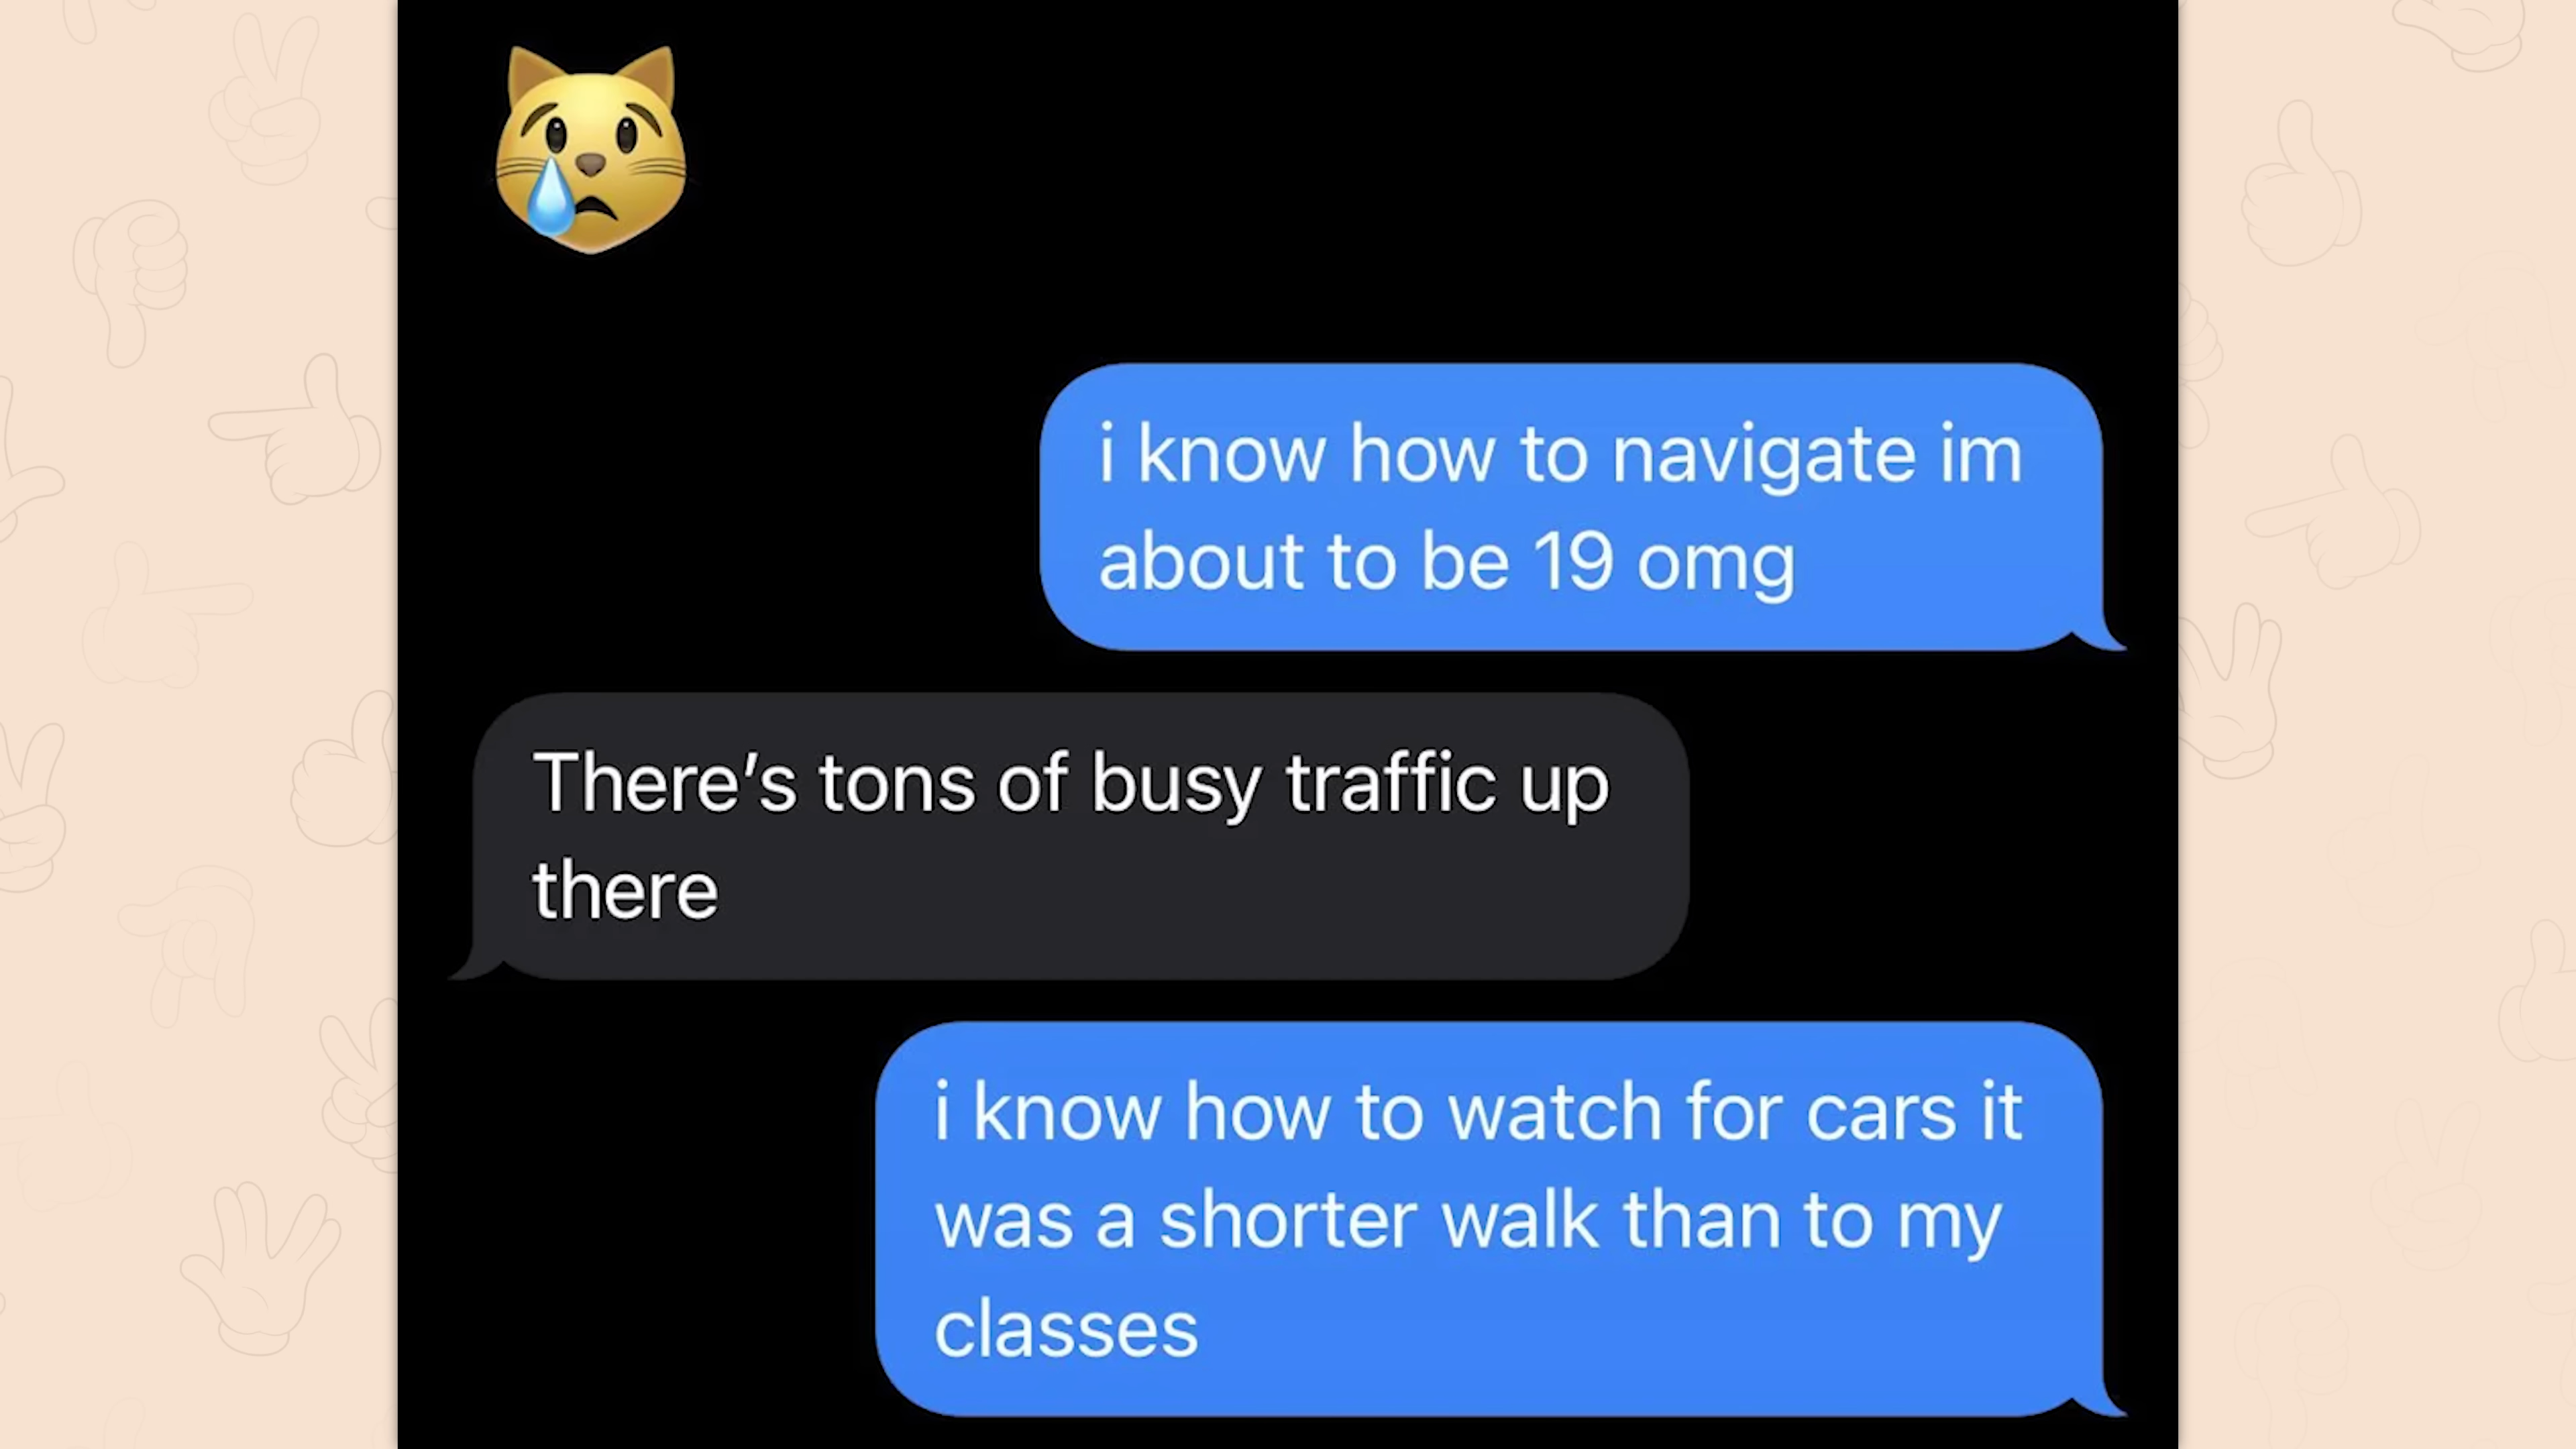 i know how to navigate im
about to be 19 omg
There’s tons of busy traffic up
there
i know how to watch for cars it
was a shorter walk than to my
classes